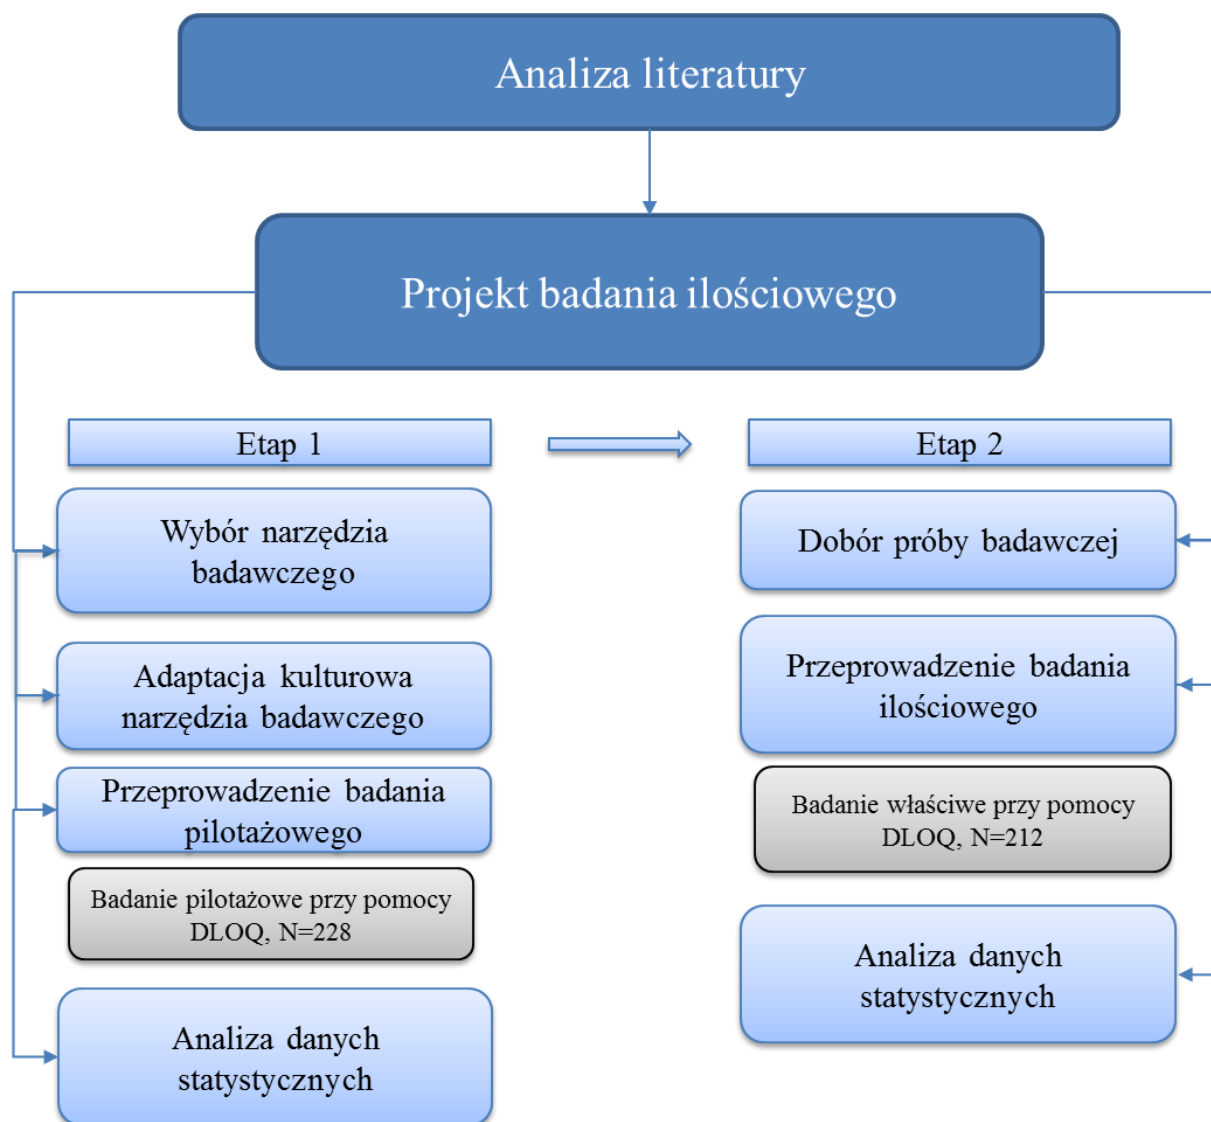 Analiza literatury
Projekt badania ilościowego
Etap 1
Wybór narzędzia
badawczego
Adaptacja kulturowa
narzędzia badawczego
Przeprowadzenie badania
pilotażowego
Badanie pilotażowe przy pomocy
DLOQ, N=228
Analiza danych
statystycznych
Etap 2
Dobór próby badawczej
Przeprowadzenie badania
ilościowego
Badanie właściwe przy pomocy
DLOQ, N=212
Analiza danych
statystycznych